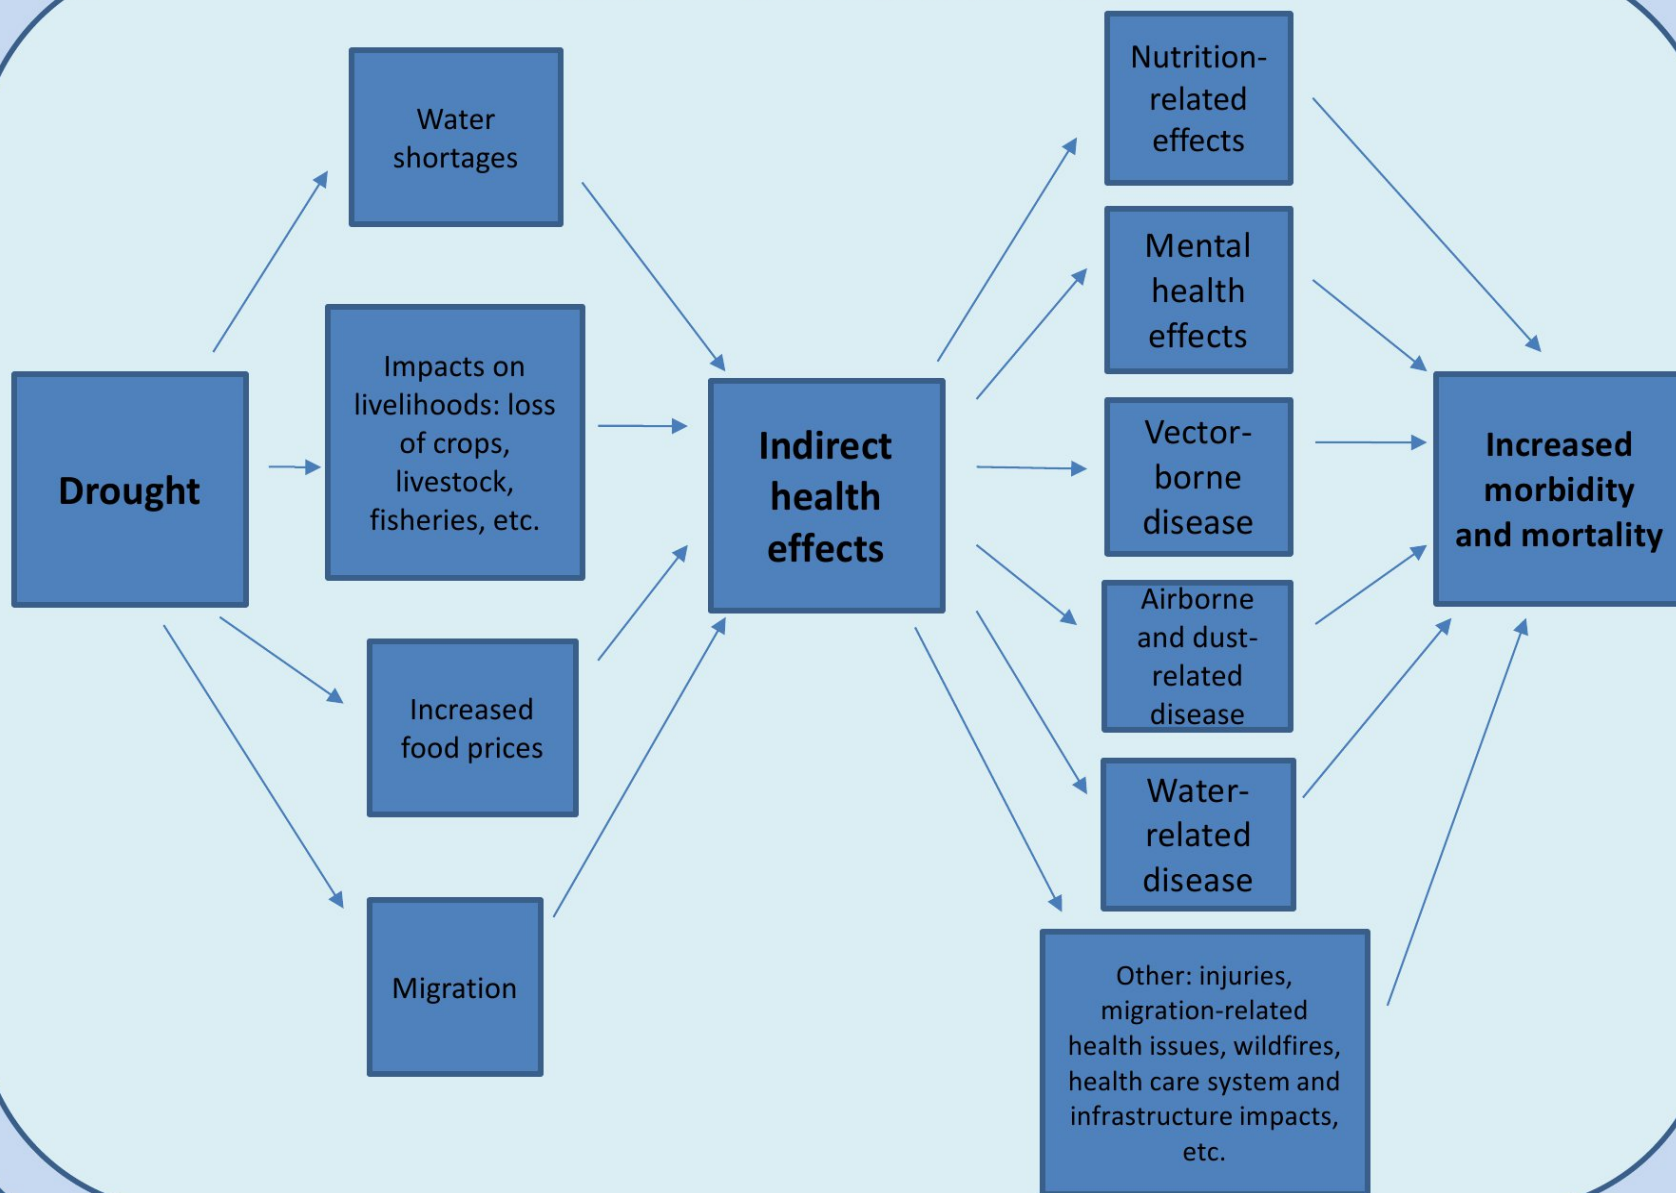 Drought
Water
shortages
Impacts on
livelihoods: loss
of crops,
livestock,
fisheries, etc.
Increased
food prices
Migration
Indirect
health
effects
Nutrition-
related
effects
Mental
health
effects
Vector-
borne
disease
Airborne
and dust-
related
disease
Water-
related
disease
Other: injuries,
migration-related
health issues, wildfires,
health care system and
infrastructure impacts,
etc.
Increased
morbidity
and mortality